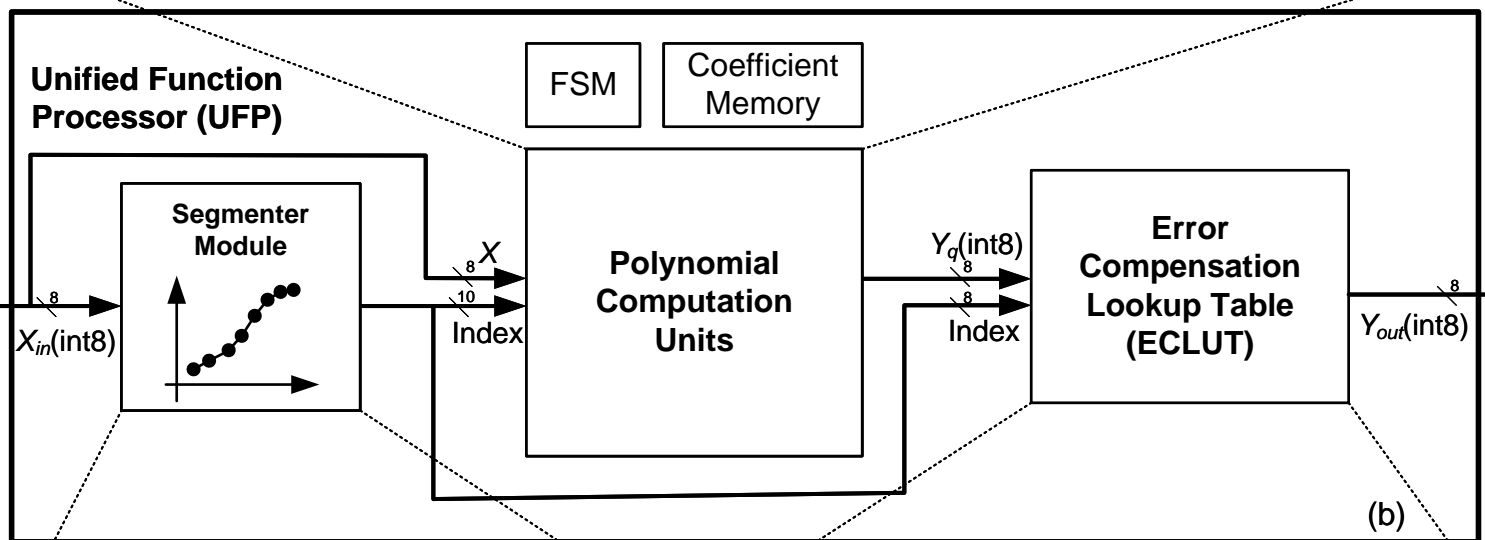 Unified Function
Processor (UFP)
FSM
Coefficient
Memory
Segmenter
Module
8
Xin(int8)
8
X
10
Index
Polynomial
Computation
Units
Yq(int8)
8
8
Index
Error
Compensation
Lookup Table
(ECLUT)
8
Yout(int8)
(b)